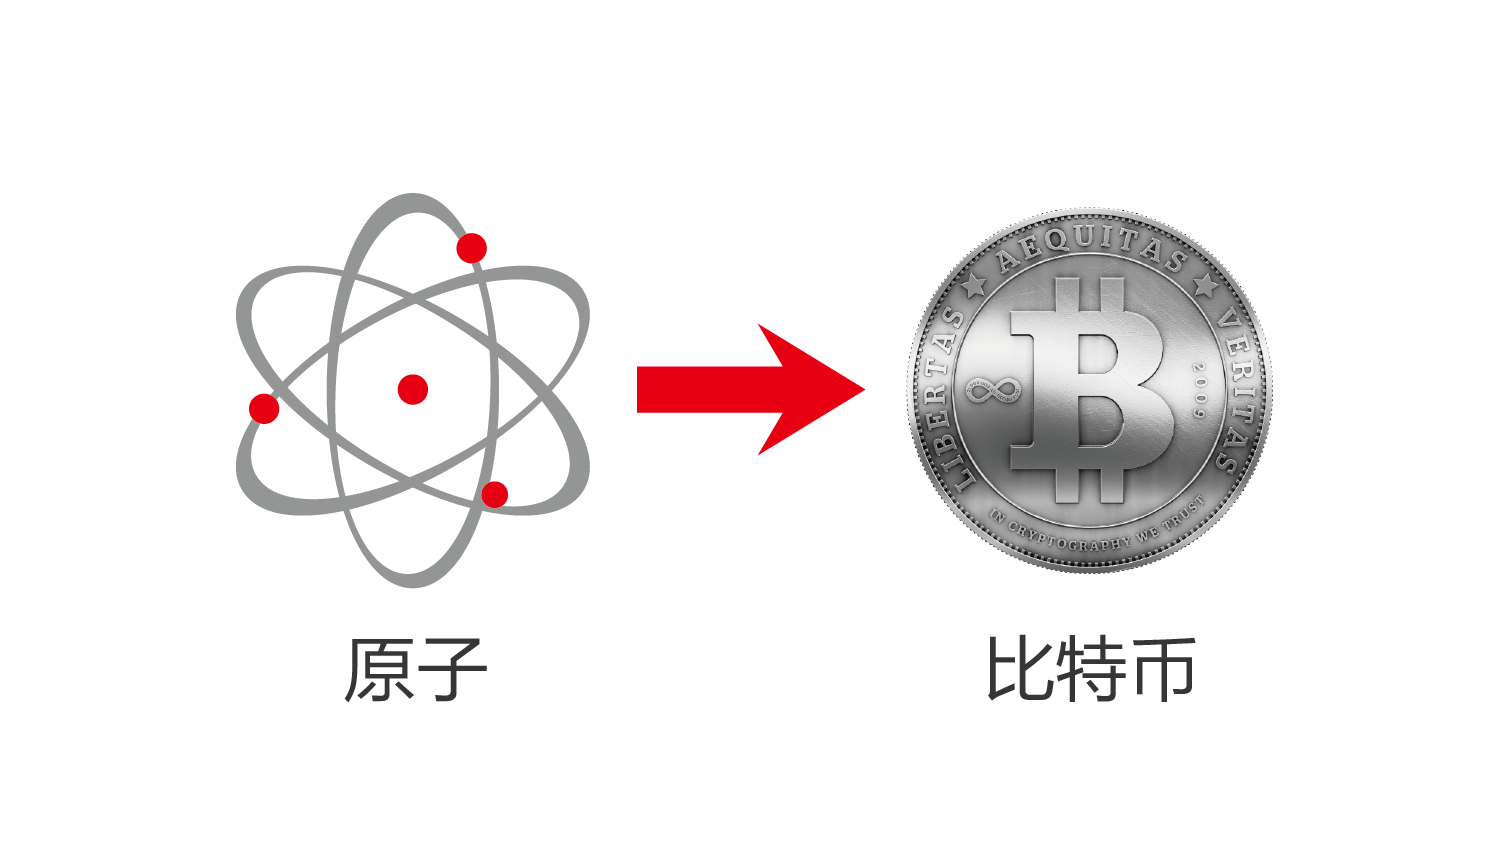 LIBERTAS ★ AEQUITAS ★ VERITAS
B
2009
IN CRYPTOGRAPHY WE TRUST
原子
比特币